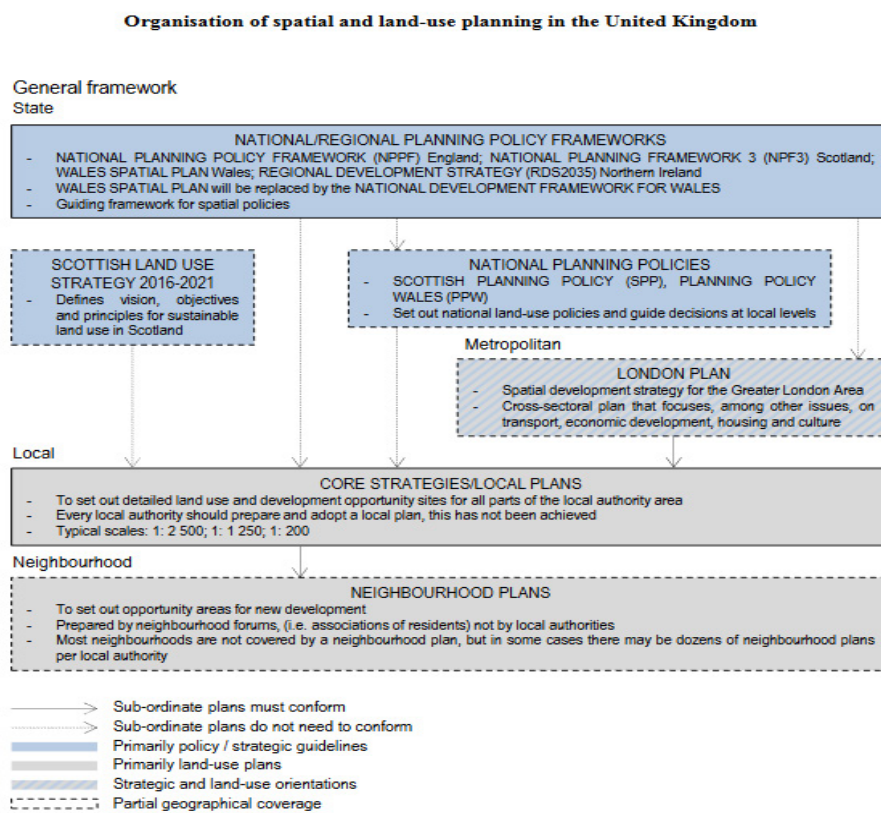 Organisation of spatial and land-use planning in the United Kingdom
General framework
State
NATIONAL/REGIONAL PLANNING POLICY FRAMEWORKS
- NATIONAL PLANNING POLICY FRAMEWORK (NPPF) England; NATIONAL PLANNING FRAMEWORK 3 (NPF3) Scotland;
WALES SPATIAL PLAN Wales; REGIONAL DEVELOPMENT STRATEGY (RDS2035) Northern Ireland
- WALES SPATIAL PLAN will be replaced by the NATIONAL DEVELOPMENT FRAMEWORK FOR WALES
- Guiding framework for spatial policies
SCOTTISH LAND USE
STRATEGY 2016-2021
- Defines vision, objectives
and principles for sustainable
land use in Scotland
NATIONAL PLANNING POLICIES
- SCOTTISH PLANNING POLICY (SPP), PLANNING POLICY
WALES (PPW)
- Set out national land-use policies and guide decisions at local levels
Metropolitan
LONDON PLAN
- Spatial development strategy for the Greater London Area
- Cross-sectoral plan that focuses, among other issues, on
transport, economic development, housing and culture
Local
CORE STRATEGIES/LOCAL PLANS
- To set out detailed land use and development opportunity sites for all parts of the local authority area
- Every local authority should prepare and adopt a local plan, this has not been achieved
- Typical scales: 1: 2 500; 1: 1 250; 1: 200
Neighbourhood
NEIGHBOURHOOD PLANS
- To set out opportunity areas for new development
- Prepared by neighbourhood forums, (i.e. associations of residents) not by local authorities
- Most neighbourhoods are not covered by a neighbourhood plan, but in some cases there may be dozens of neighbourhood plans
per local authority
Sub-ordinate plans must conform
Sub-ordinate plans do not need to conform
Primarily policy / strategic guidelines
Primarily land-use plans
Strategic and land-use orientations
Partial geographical coverage